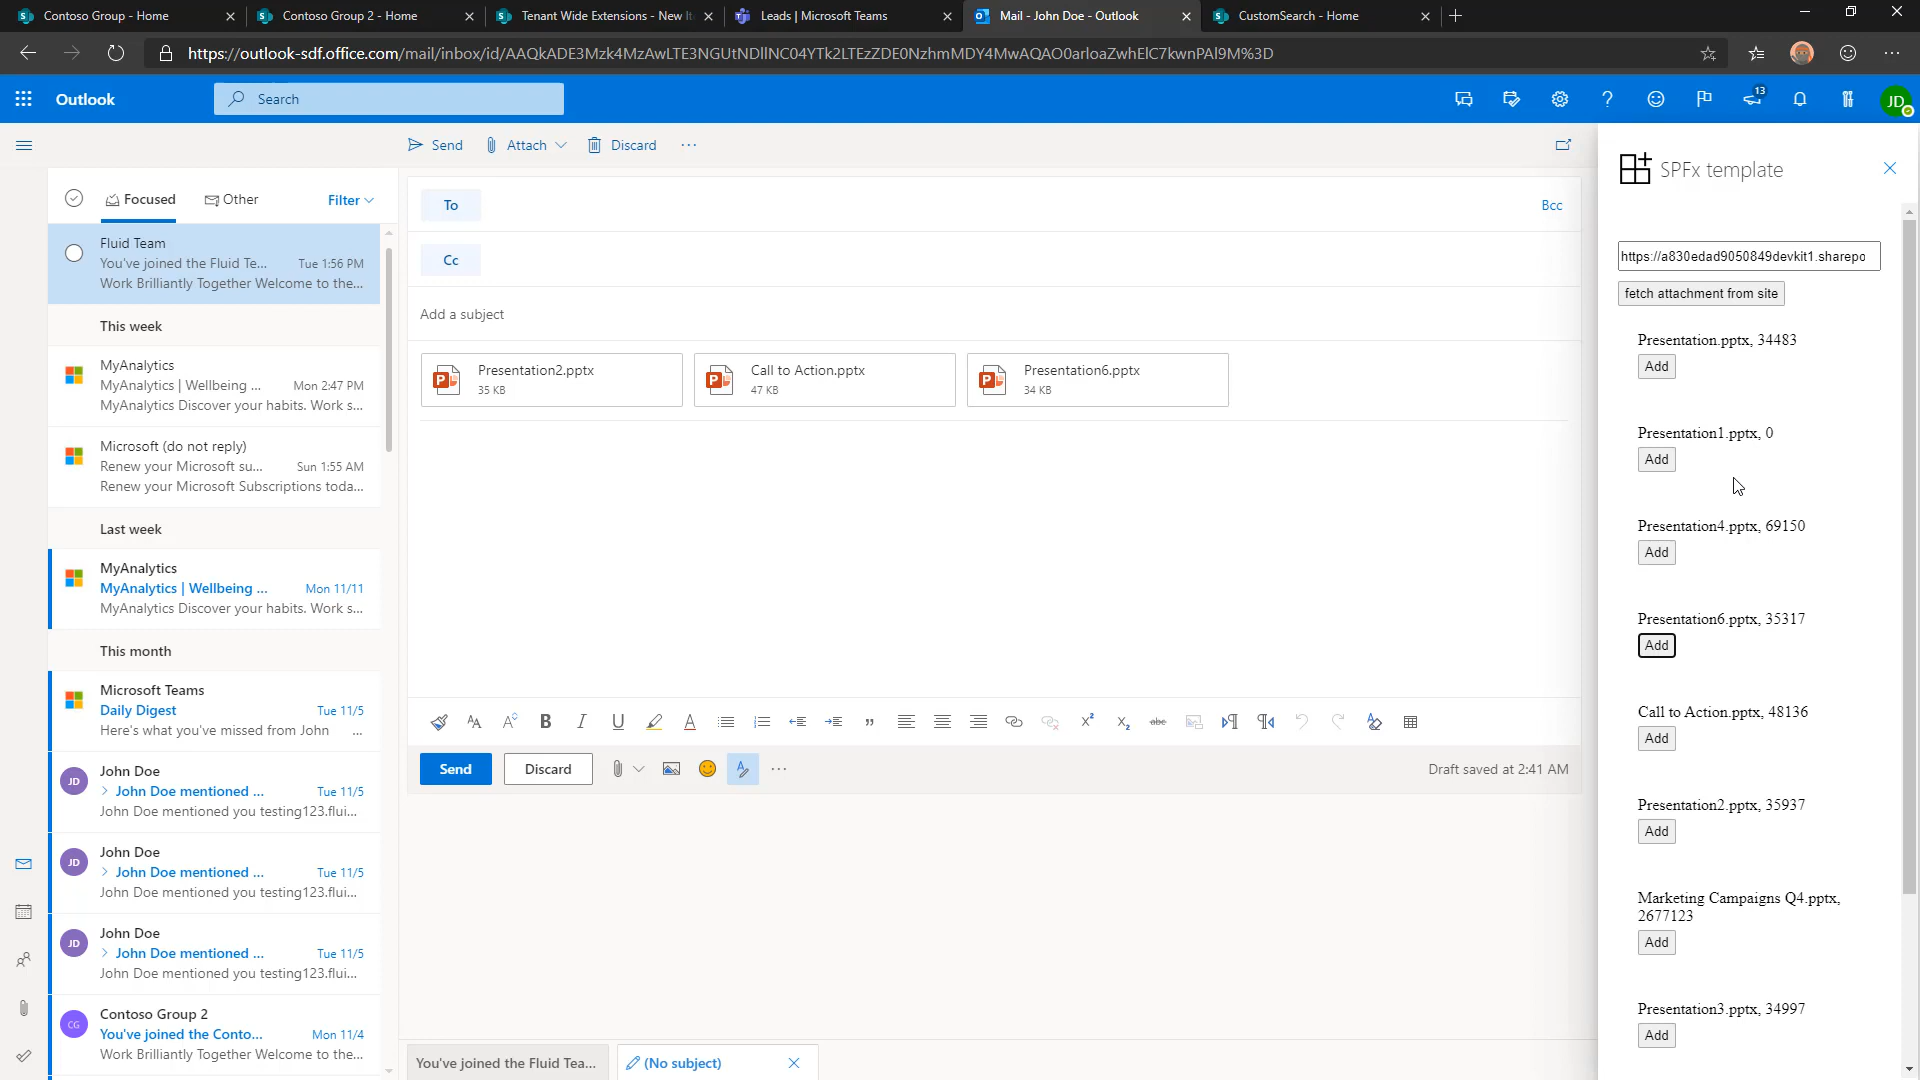 Contoso Group - Home
Contoso Group 2 - Home
Tenant Wide Extensions - New It
Leads | Microsoft Teams
Mail - John Doe - Outlook
CustomSearch - Home
https://outlook-sdf.office.com/mail/inbox/id/
Outlook
Search
13
JD
Send
Attach
Discard
Focused
Other
Filter
Fluid Team
You've joined the Fluid Te...
Tue 1:56 PM
Work Brilliantly Together Welcome to the...
This week
MyAnalytics
MyAnalytics | Wellbeing ...
Mon 2:47 PM
MyAnalytics Discover your habits. Work s...
Microsoft (do not reply)
Renew your Microsoft su...
Sun 1:55 AM
Renew your Microsoft Subscriptions toda...
Last week
MyAnalytics
MyAnalytics | Wellbeing ...
Mon 11/11
MyAnalytics Discover your habits. Work s...
This month
Microsoft Teams
Daily Digest
Tue 11/5
Here's what you've missed from John ...
JD
John Doe
John Doe mentioned ...
Tue 11/5
John Doe mentioned you testing123.flui...
JD
John Doe
John Doe mentioned ...
Tue 11/5
John Doe mentioned you testing123.flui...
JD
John Doe
John Doe mentioned ...
Tue 11/5
John Doe mentioned you testing123.flui...
CG
Contoso Group 2
You've joined the Conto...
Mon 11/4
Work Brilliantly Together Welcome to the...
To
Bcc
Cc
Add a subject
Presentation2.pptx
35 KB
Call to Action.pptx
47 KB
Presentation6.pptx
34 KB
Send
Discard
Draft saved at 2:41 AM
You've joined the Fluid Tea...
(No subject)
SPFx template
https://a830edad9050849devkit1.sharepo
fetch attachment from site
Presentation.pptx, 34483
Add
Presentation1.pptx, 0
Add
Presentation4.pptx, 69150
Add
Presentation6.pptx, 35317
Add
Call to Action.pptx, 48136
Add
Presentation2.pptx, 35937
Add
Marketing Campaigns Q4.pptx,
2677123
Add
Presentation3.pptx, 34997
Add